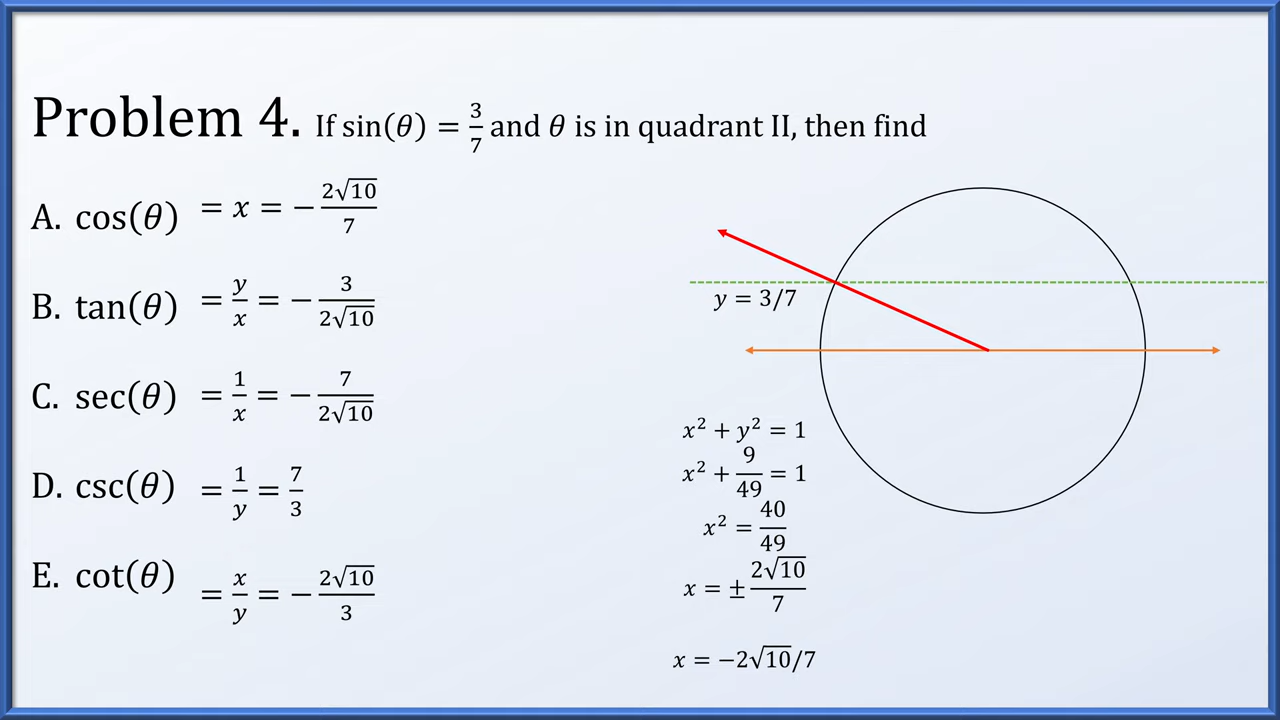 Problem 4. If sin(θ) = 3/7 and θ is in quadrant II, then find
A. cos(θ) = x = −2√10/7
B. tan(θ) = y/x = −3/(2√10)
C. sec(θ) = 1/x = −7/(2√10)
D. csc(θ) = 1/y = 7/3
E. cot(θ) = x/y = −2√10/3
y = 3/7
x² + y² = 1
x² + 9/49 = 1
x² = 40/49
x = ±2√10/7
x = −2√10/7